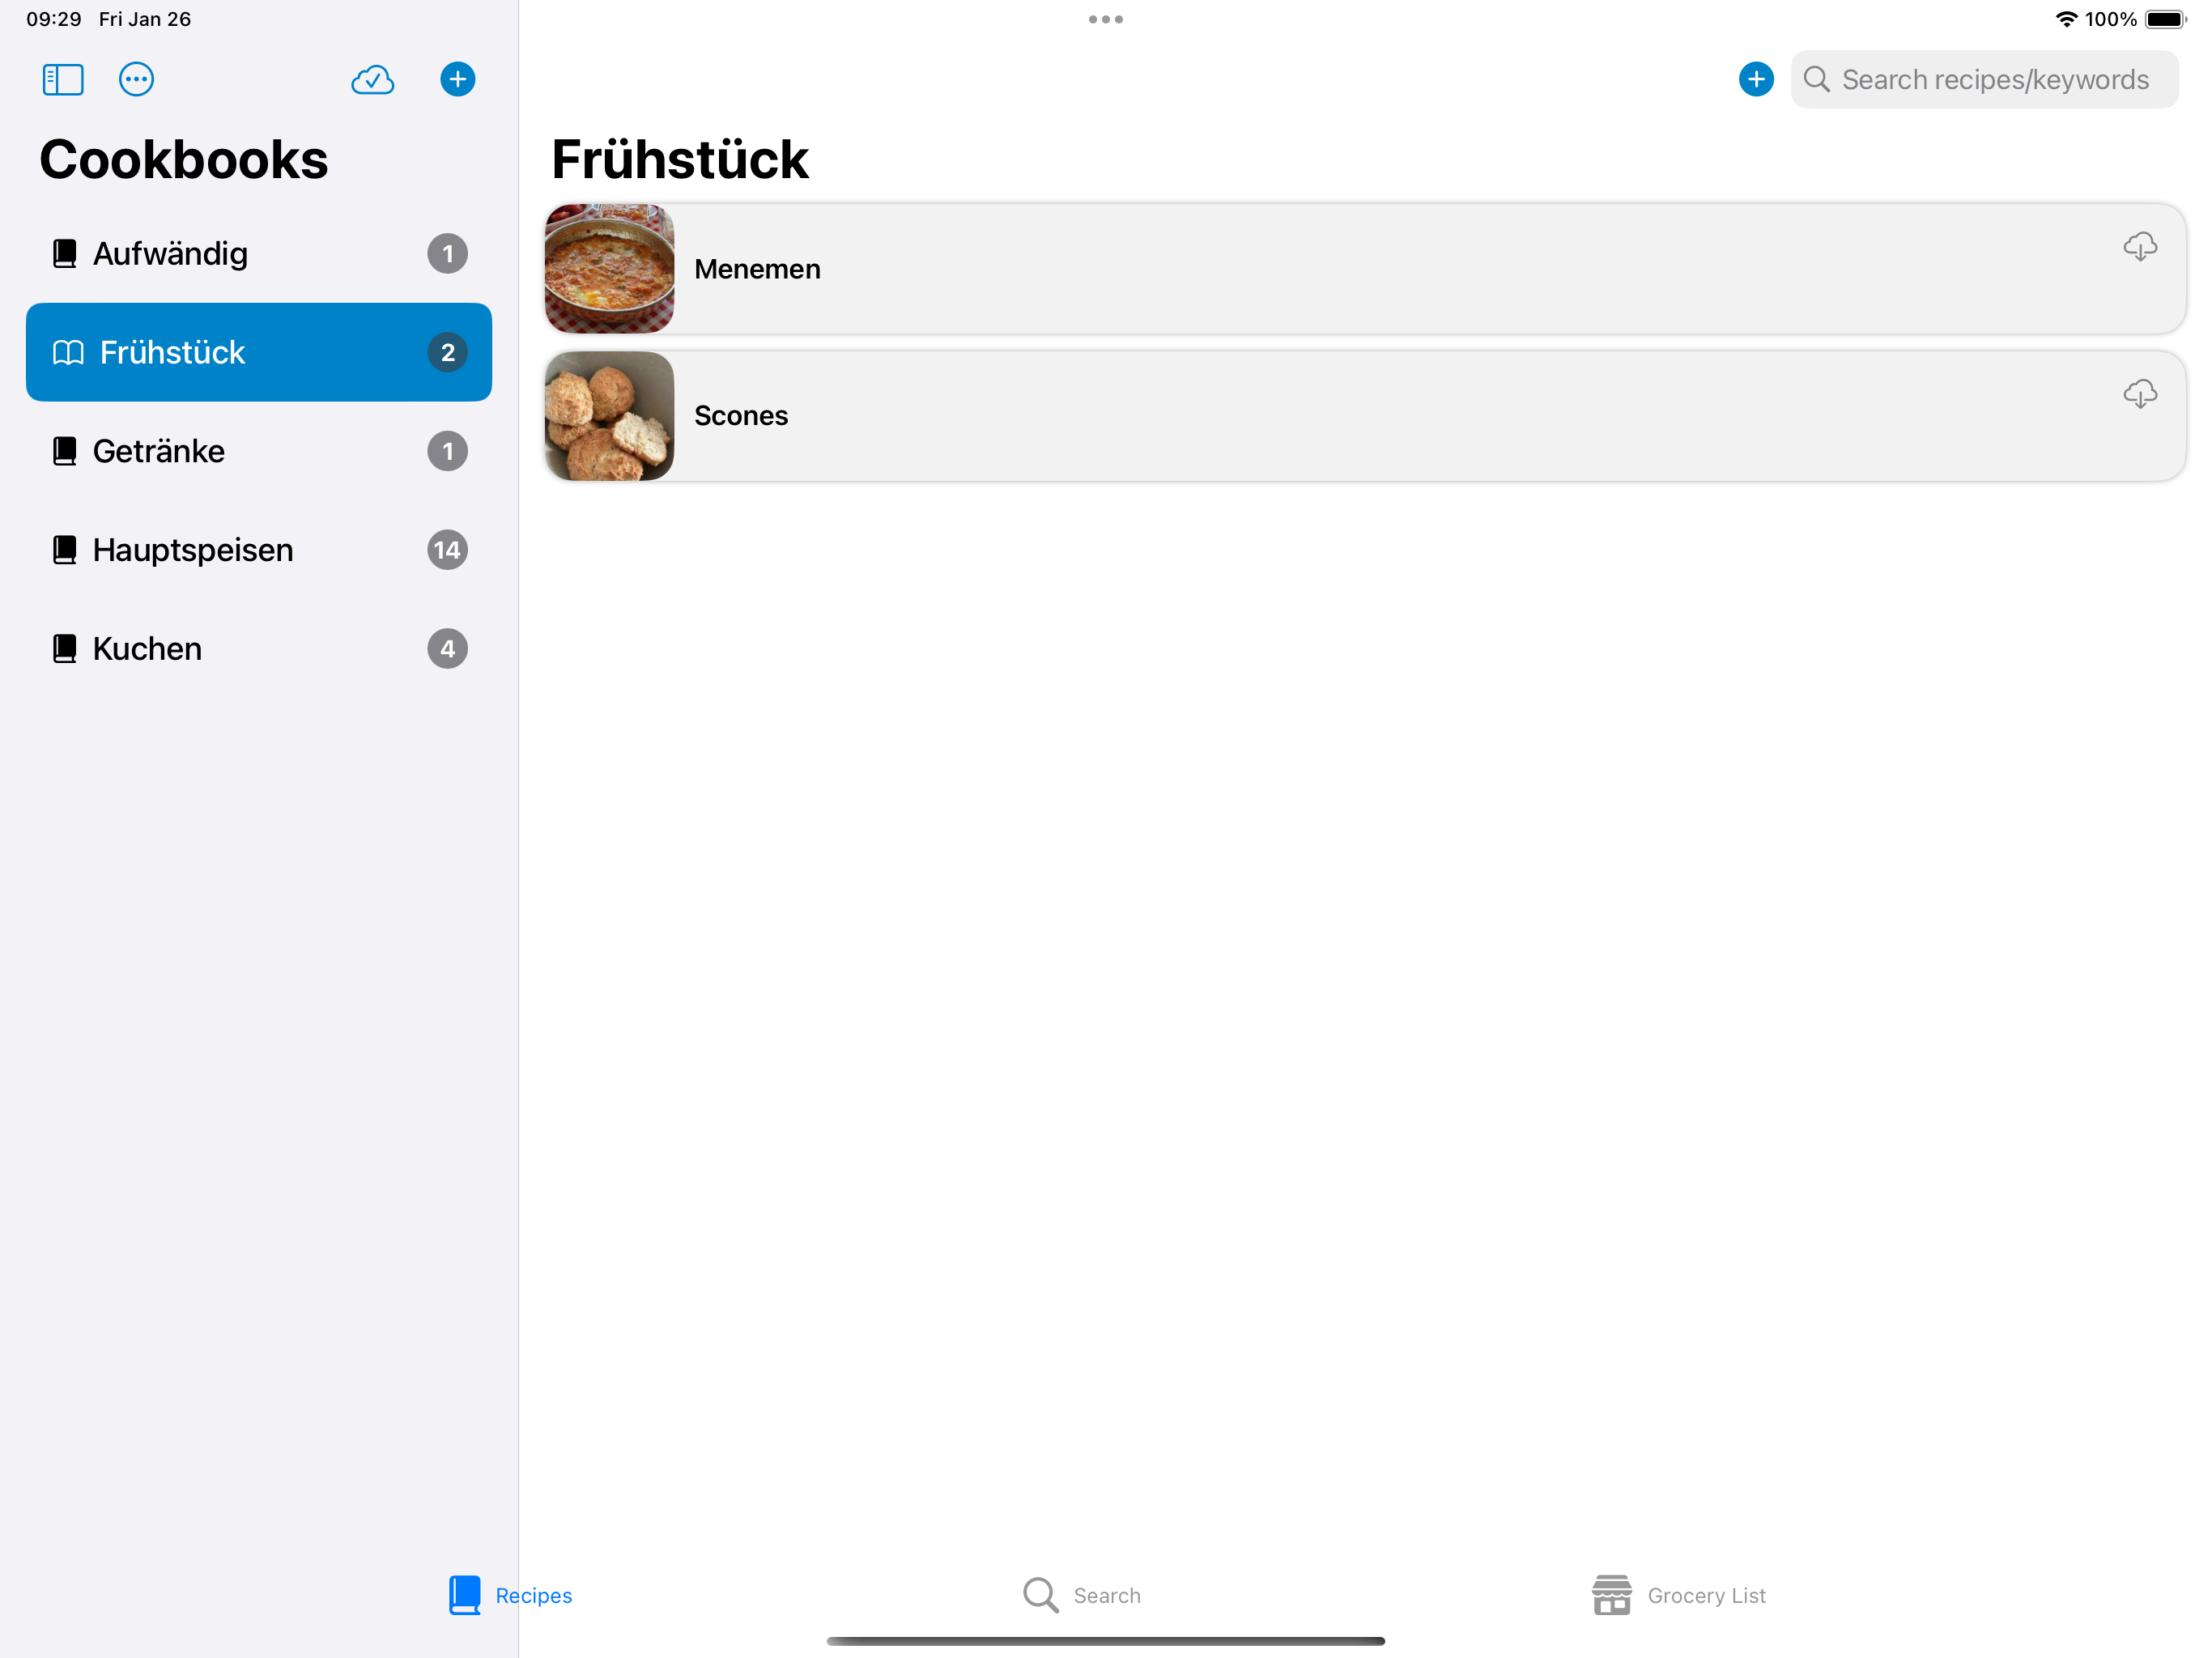 09:29 Fri Jan 26
100%
Search recipes/keywords
Cookbooks
Aufwändig 1
Frühstück 2
Getränke 1
Hauptspeisen 14
Kuchen 4
Frühstück
Menemen
Scones
Recipes
Search
Grocery List